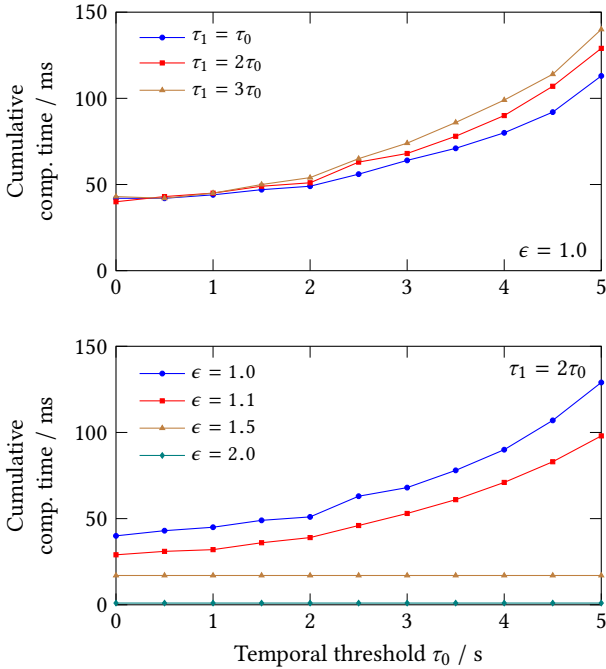 150
100
50
0
Cumulative
comp. time / ms
τ1 = τ0
τ1 = 2τ0
τ1 = 3τ0
ϵ = 1.0
0 1 2 3 4 5
150
100
50
0
Cumulative
comp. time / ms
ϵ = 1.0
ϵ = 1.1
ϵ = 1.5
ϵ = 2.0
τ1 = 2τ0
0 1 2 3 4 5
Temporal threshold τ0 / s